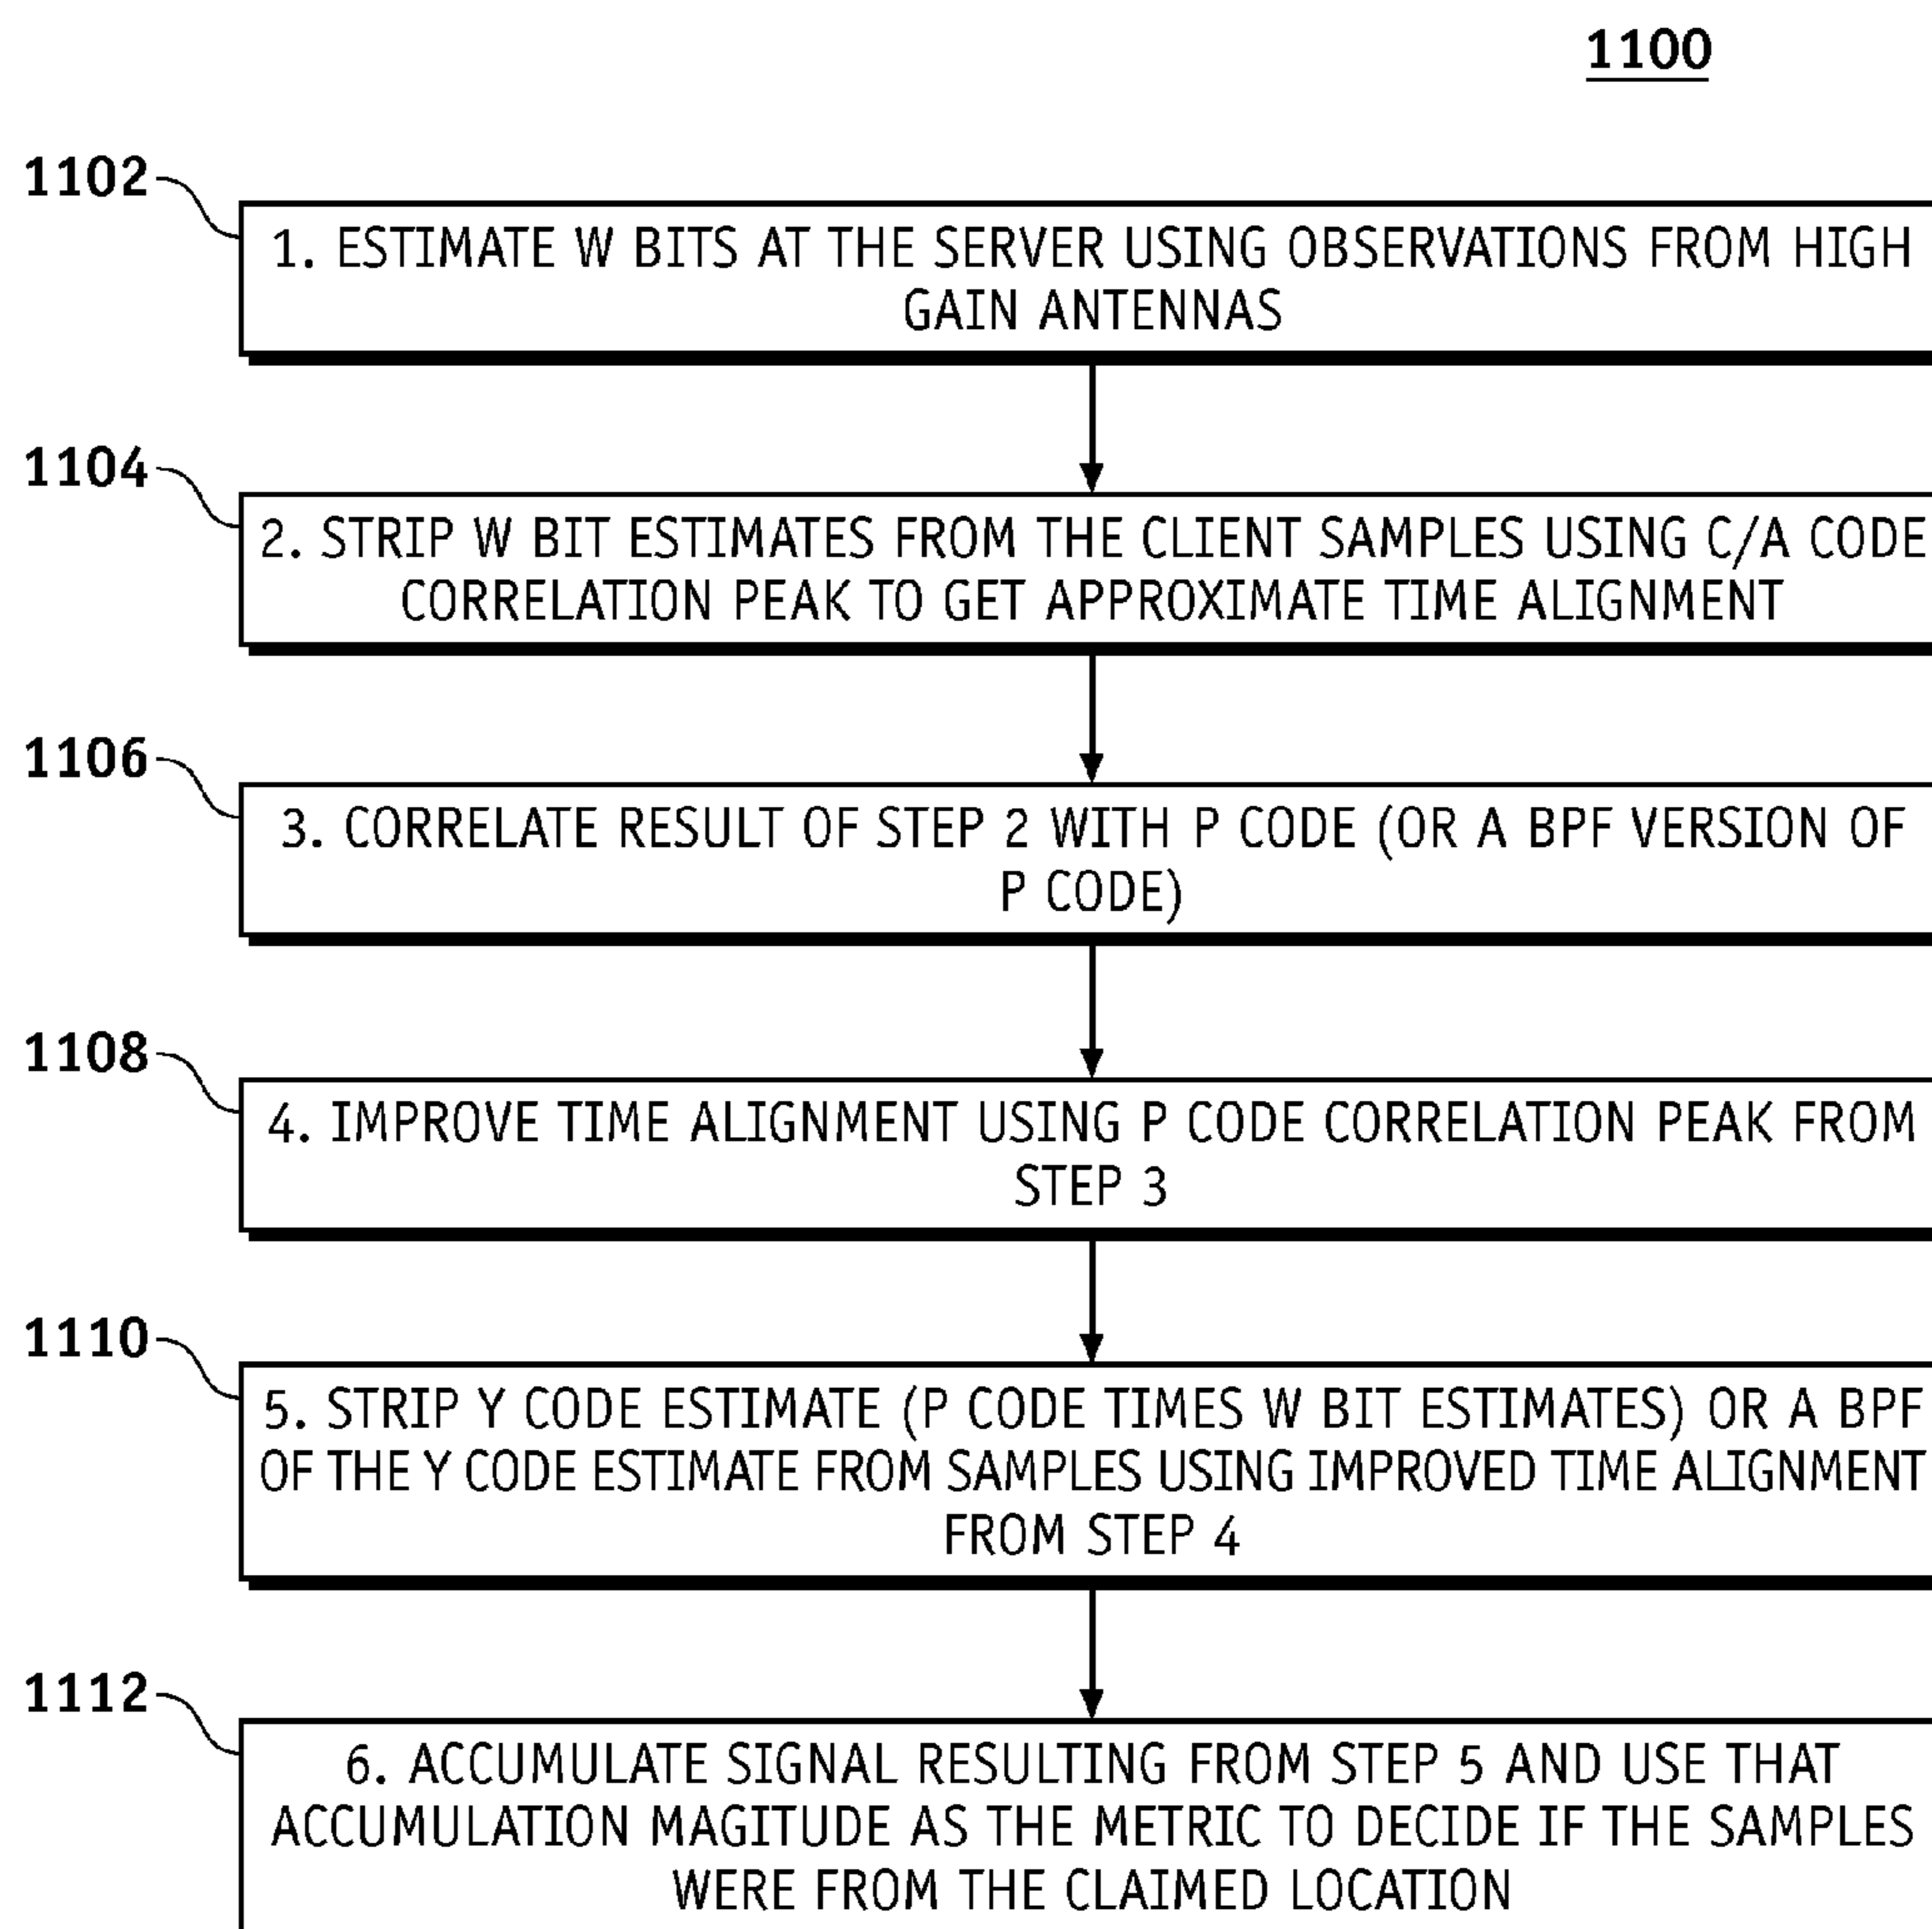 1100
1102
1. ESTIMATE W BITS AT THE SERVER USING OBSERVATIONS FROM HIGH
GAIN ANTENNAS
1104
2. STRIP W BIT ESTIMATES FROM THE CLIENT SAMPLES USING C/A CODE
CORRELATION PEAK TO GET APPROXIMATE TIME ALIGNMENT
1106
3. CORRELATE RESULT OF STEP 2 WITH P CODE (OR A BPF VERSION OF
P CODE)
1108
4. IMPROVE TIME ALIGNMENT USING P CODE CORRELATION PEAK FROM
STEP 3
1110
5. STRIP Y CODE ESTIMATE (P CODE TIMES W BIT ESTIMATES) OR A BPF
OF THE Y CODE ESTIMATE FROM SAMPLES USING IMPROVED TIME ALIGNMENT
FROM STEP 4
1112
6. ACCUMULATE SIGNAL RESULTING FROM STEP 5 AND USE THAT
ACCUMULATION MAGITUDE AS THE METRIC TO DECIDE IF THE SAMPLES
WERE FROM THE CLAIMED LOCATION